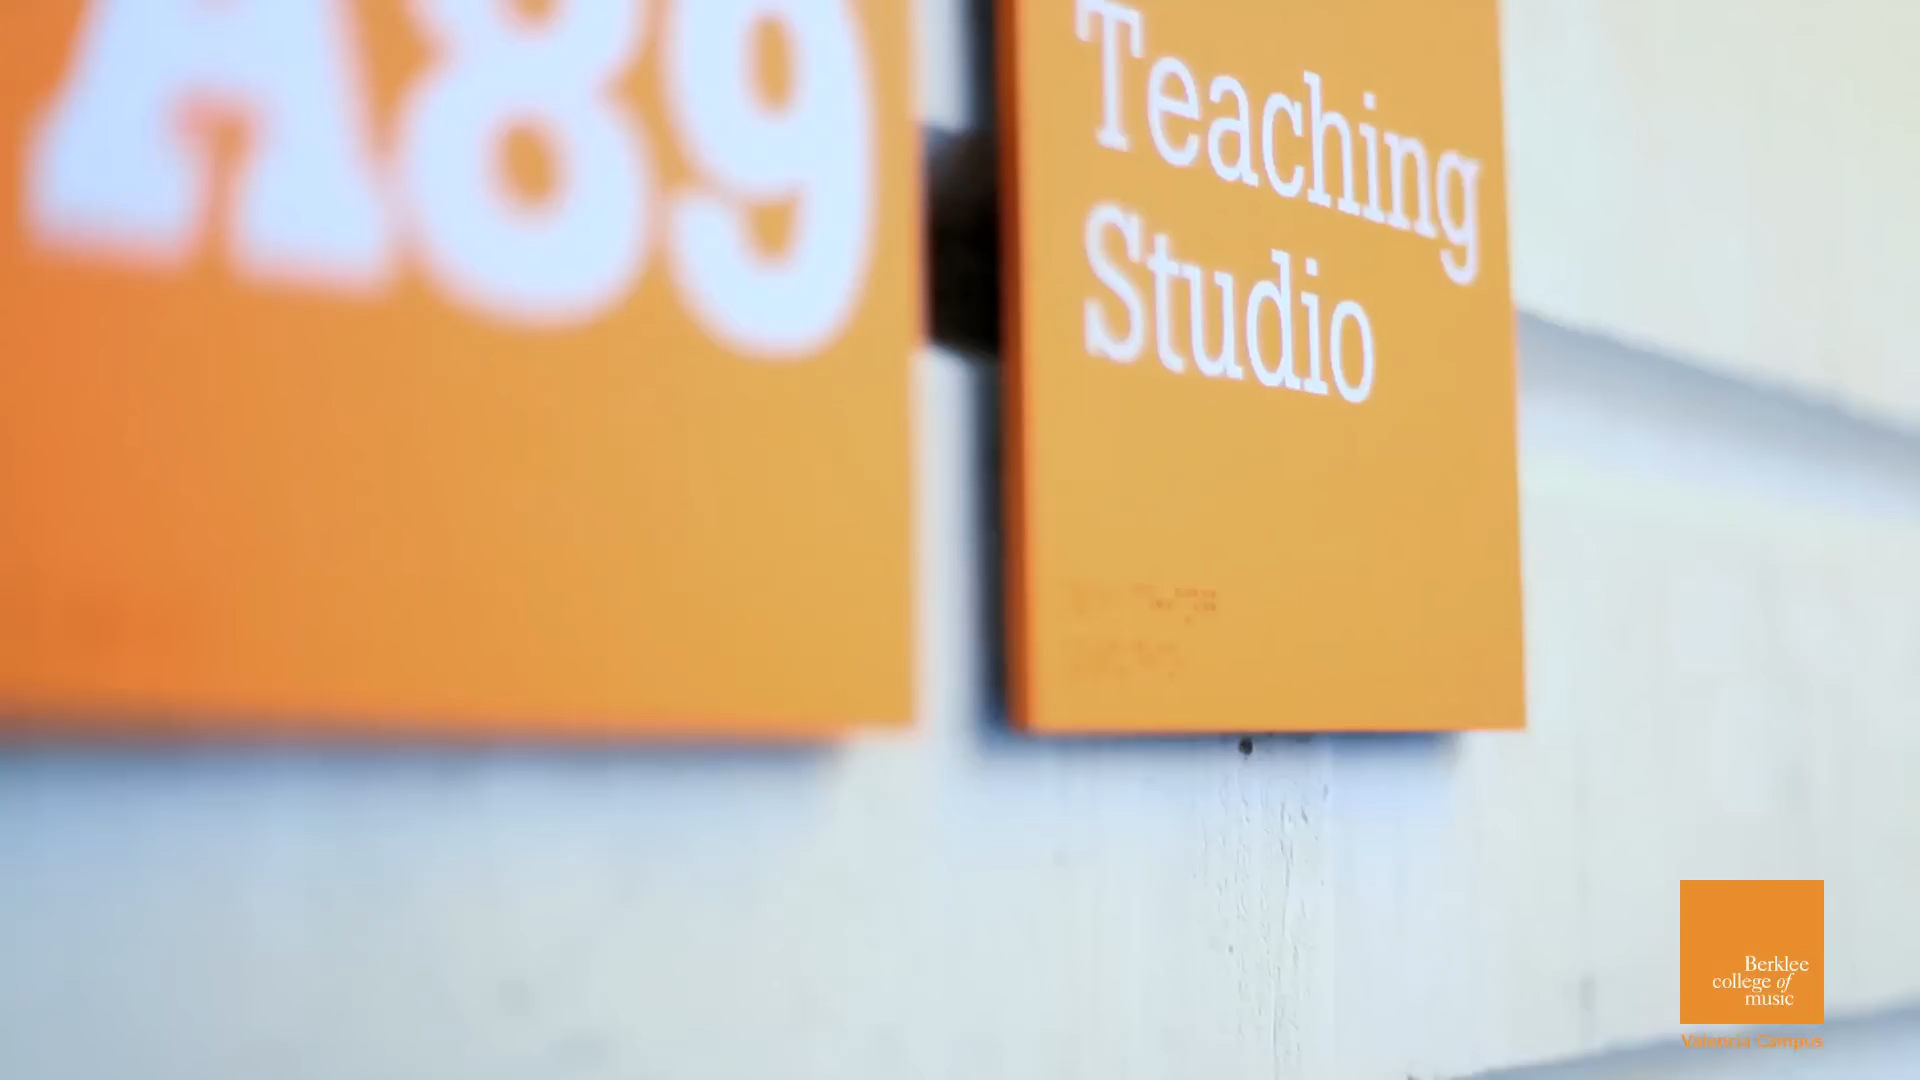 A89
Teaching
Studio
Berklee
college of
music
Valencia Campus